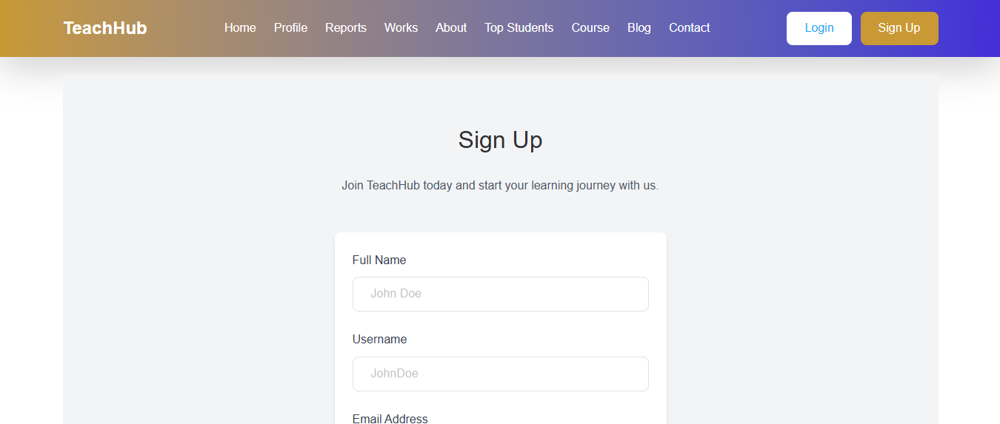 TeachHub Home Profile Reports Works About Top Students Course Blog Contact Login Sign Up
Sign Up
Join TeachHub today and start your learning journey with us.
Full Name
John Doe
Username
JohnDoe
Email Address